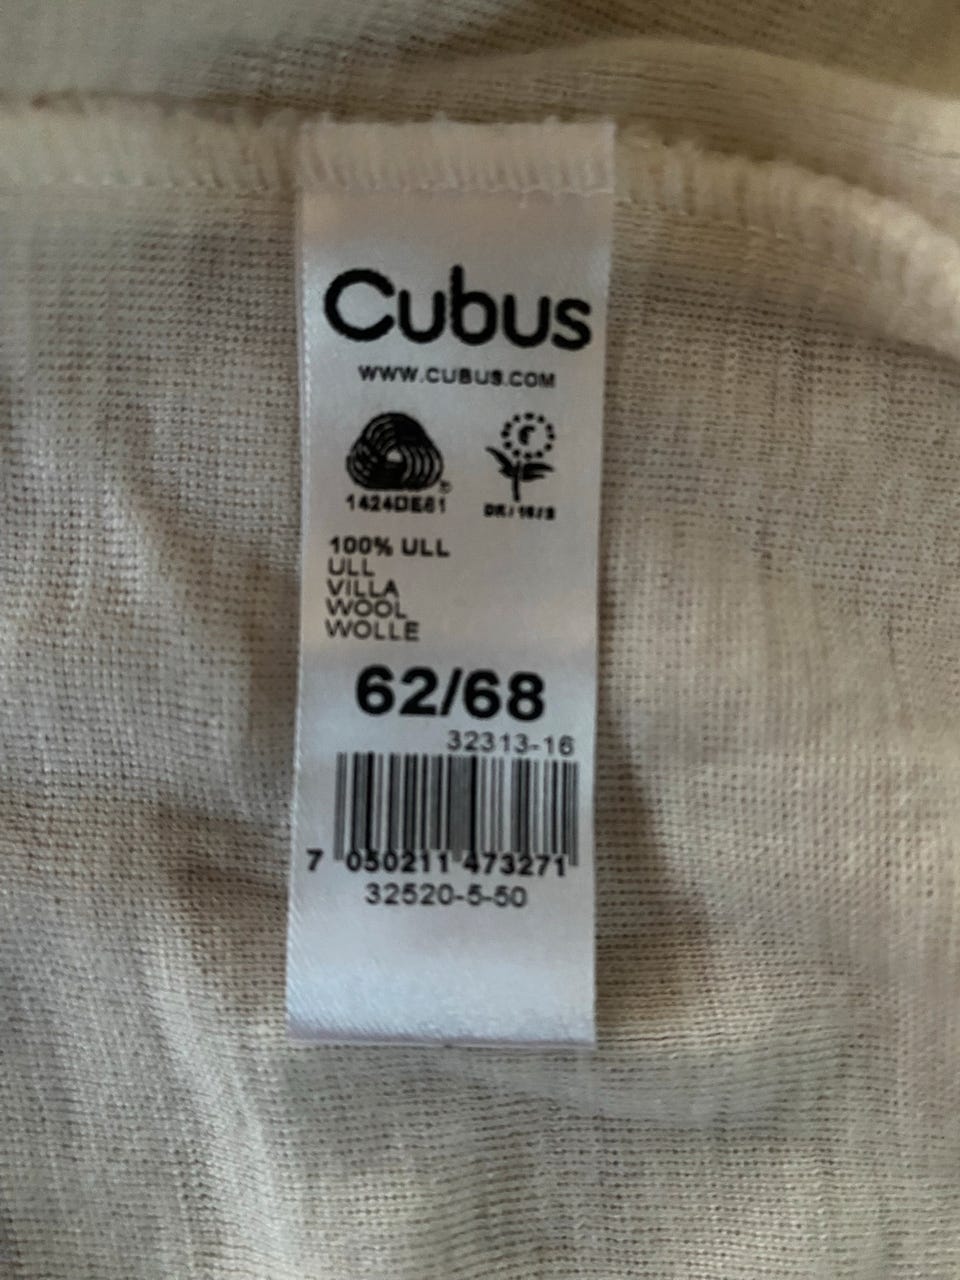 Cubus
WWW.CUBUS.COM
®
1424DE61
100% ULL
ULL
VILLA
WOOL
WOLLE
62/68
32313-16
7 050211 473271
32520-5-50